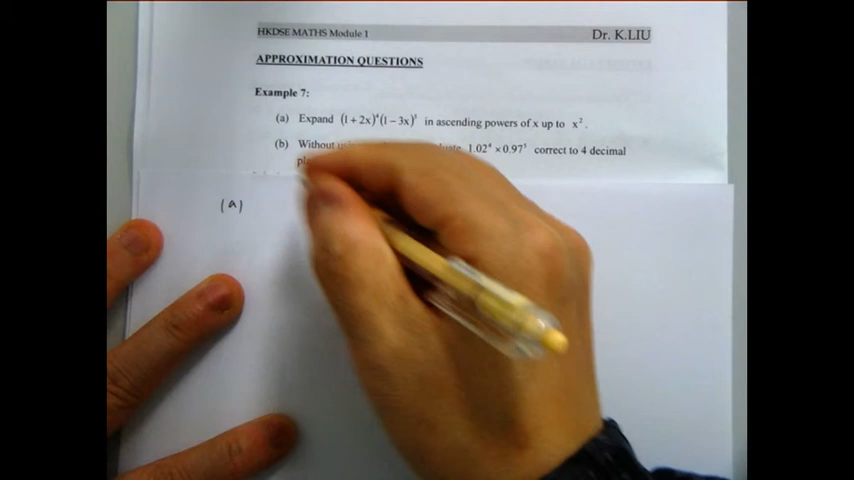 HKDSE MATHS Module 1 Dr. K.LIU
APPROXIMATION QUESTIONS
Example 7:
(a) Expand (1+2x)⁴(1−3x)⁵ in ascending powers of x up to x².
(b) Without 1.02⁴ × 0.97⁵ correct to 4 decimal
(a)